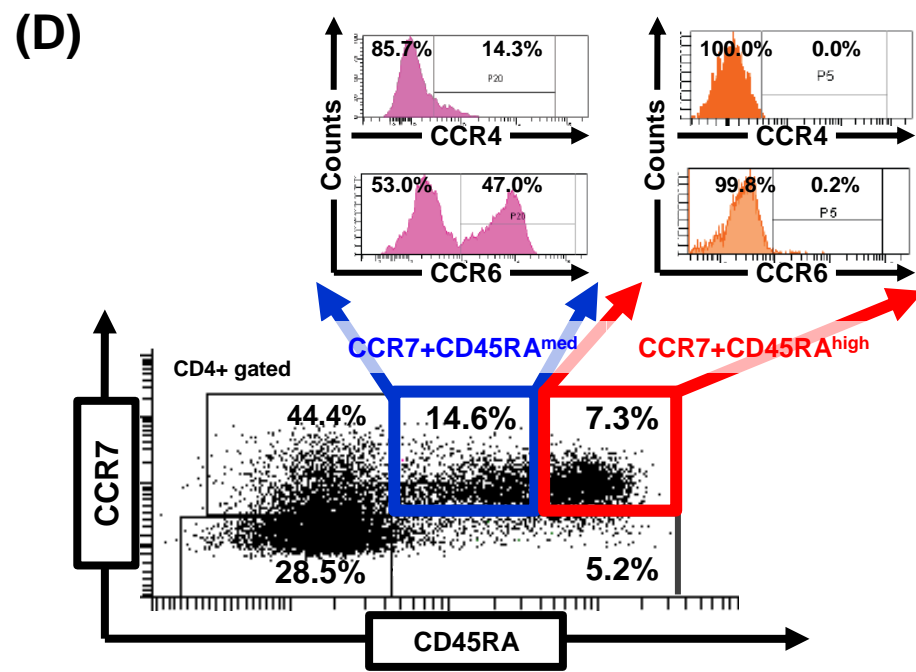 (D)
85.7% 14.3%
P20
Counts
CCR4
53.0% 47.0%
P20
CCR6
100.0% 0.0%
P5
Counts
CCR4
99.8% 0.2%
P5
CCR6
CCR7+CD45RAmed
CCR7+CD45RAhigh
CD4+ gated
44.4% 14.6% 7.3%
28.5% 5.2%
CCR7
CD45RA